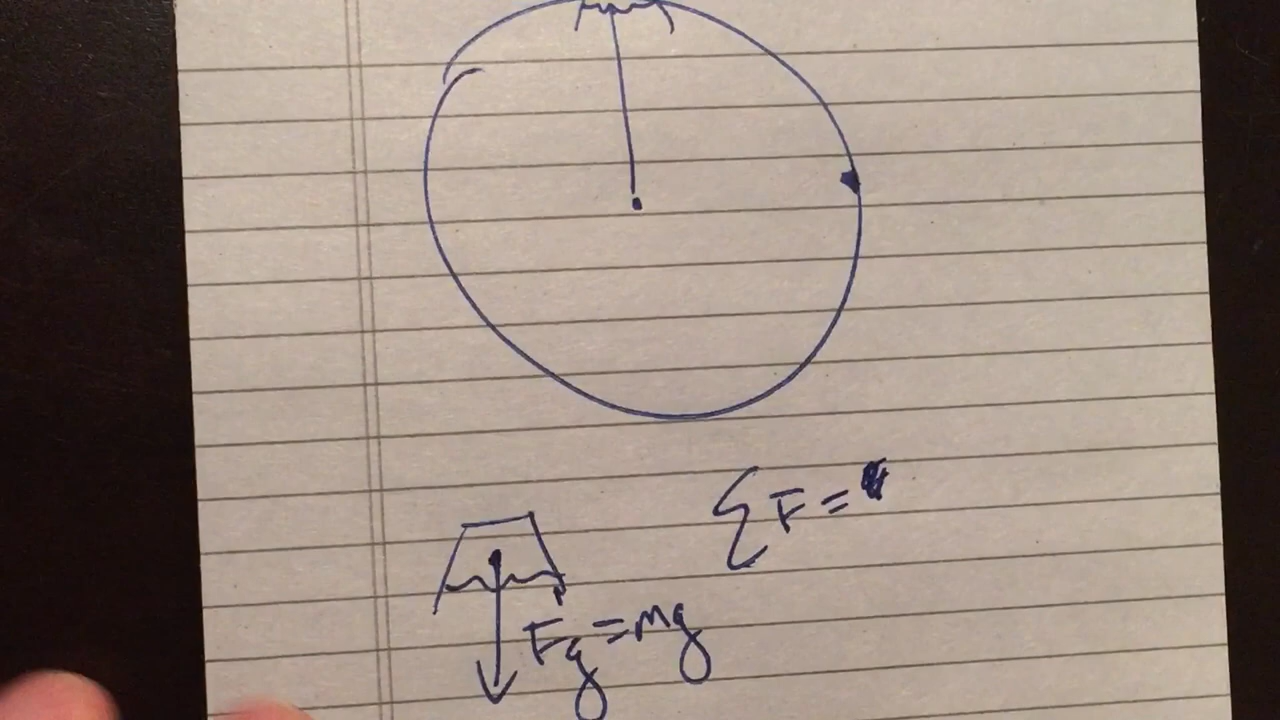 ΣF =
Fg = mg